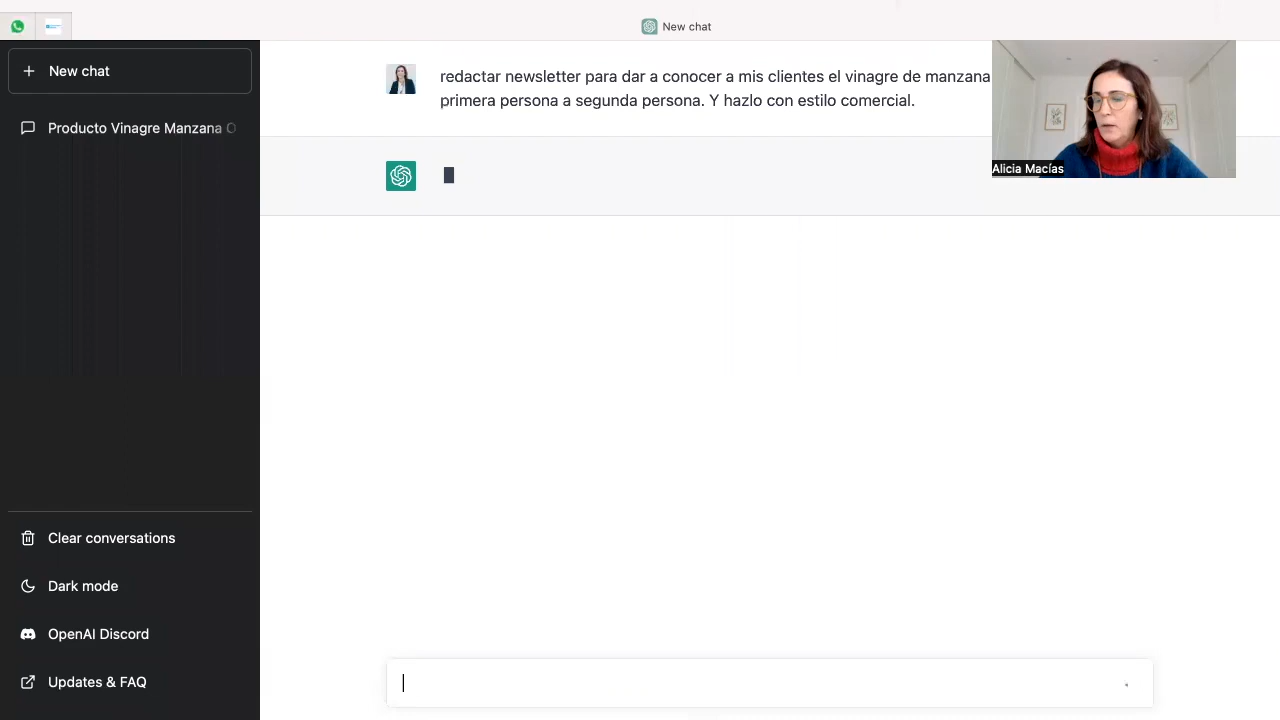 New chat
New chat
redactar newsletter para dar a conocer a mis clientes el vinagre de manzana
primera persona a segunda persona. Y hazlo con estilo comercial.
Producto Vinagre Manzana
Alicia Macías
Clear conversations
Dark mode
OpenAI Discord
Updates & FAQ